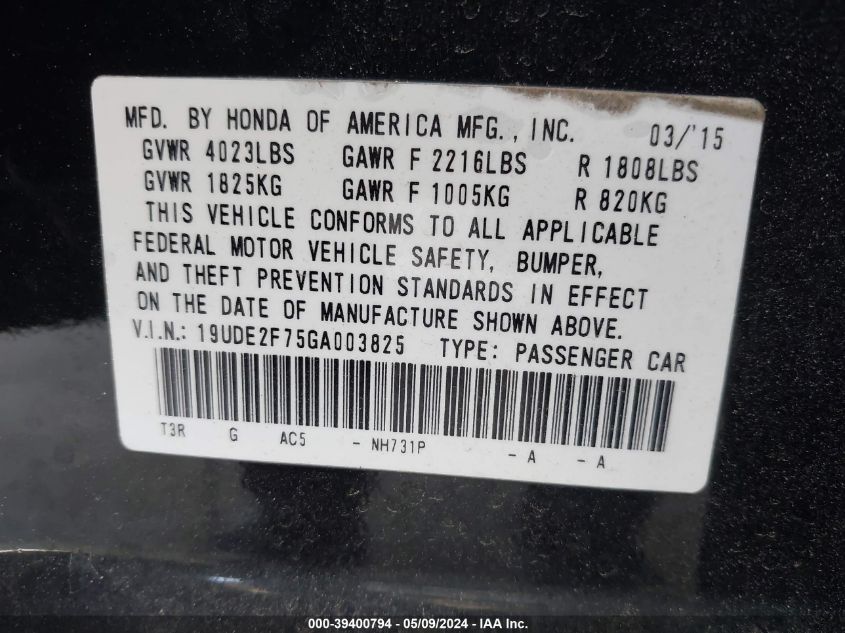 MFD. BY HONDA OF AMERICA MFG., INC. 03/'15
GVWR 4023LBS GAWR F 2216LBS R 1808LBS
GVWR 1825KG GAWR F 1005KG R 820KG
THIS VEHICLE CONFORMS TO ALL APPLICABLE
FEDERAL MOTOR VEHICLE SAFETY, BUMPER,
AND THEFT PREVENTION STANDARDS IN EFFECT
ON THE DATE OF MANUFACTURE SHOWN ABOVE.
V.I.N.: 19UDE2F75GA003825 TYPE: PASSENGER CAR
T3R G AC5 - NH731P - A - A
000-39400794 - 05/09/2024 - IAAI Inc.